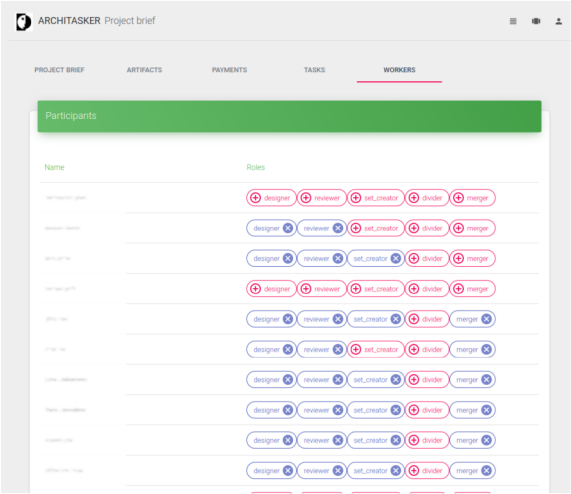 ARCHITASKER Project brief
PROJECT BRIEF ARTIFACTS PAYMENTS TASKS WORKERS
Participants
Name Roles
designer reviewer set_creator divider merger
designer reviewer set_creator divider merger
designer reviewer set_creator divider merger
designer reviewer set_creator divider merger
designer reviewer set_creator divider merger
designer reviewer set_creator divider merger
designer reviewer set_creator divider merger
designer reviewer set_creator divider merger
designer reviewer set_creator divider merger
designer reviewer set_creator divider merger